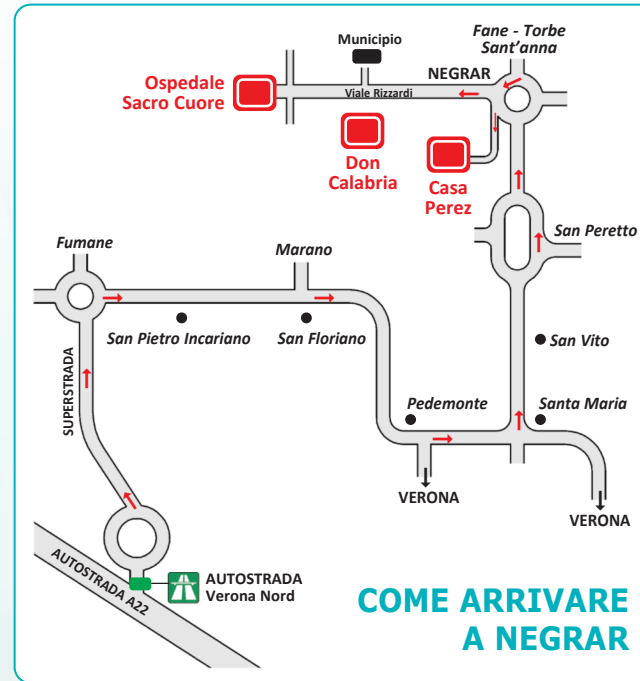 Fane - Torbe
Sant'anna
Municipio
NEGRAR
Ospedale
Sacro Cuore
Viale Rizzardi
Don
Calabria
Casa
Perez
San Peretto
Fumane
Marano
San Pietro Incariano
San Floriano
San Vito
SUPERSTRADA
Pedemonte
Santa Maria
VERONA
VERONA
AUTOSTRADA A22
AUTOSTRADA
Verona Nord
COME ARRIVARE
A NEGRAR